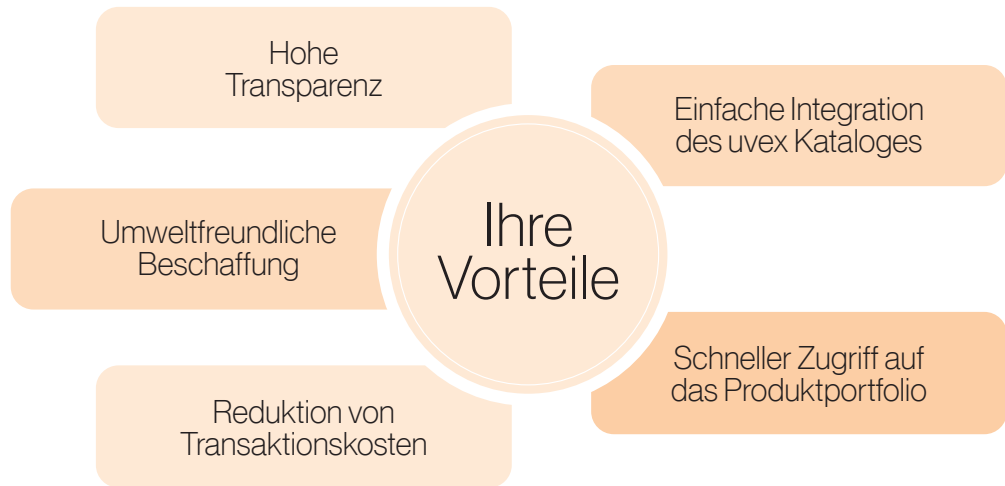 Hohe
Transparenz
Einfache Integration
des uvex Kataloges
Umweltfreundliche
Beschaffung
Ihre
Vorteile
Schneller Zugriff auf
das Produktportfolio
Reduktion von
Transaktionskosten